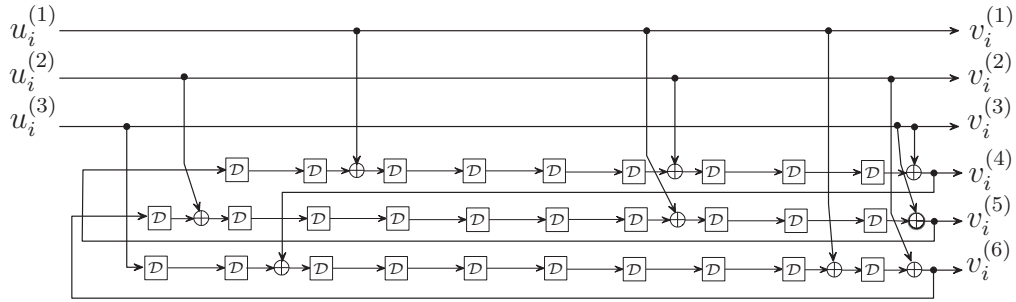 $u_i^{(1)}$ $v_i^{(1)}$
$u_i^{(2)}$ $v_i^{(2)}$
$u_i^{(3)}$ $v_i^{(3)}$
𝒟 𝒟 𝒟 𝒟 𝒟 𝒟 𝒟 𝒟 𝒟 $v_i^{(4)}$
𝒟 𝒟 𝒟 𝒟 𝒟 𝒟 𝒟 𝒟 𝒟 𝒟 $v_i^{(5)}$
𝒟 𝒟 𝒟 𝒟 𝒟 𝒟 𝒟 𝒟 𝒟 𝒟 $v_i^{(6)}$